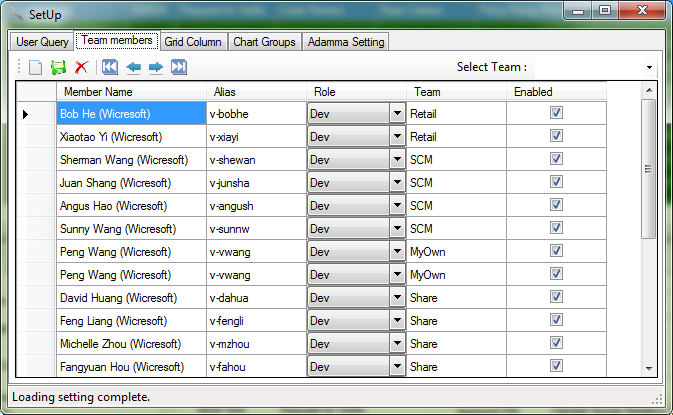 SetUp
User Query Team members Grid Column Chart Groups Adamma Setting
Select Team :
Member Name Alias Role Team Enabled
Bob He (Wicresoft) v-bobhe Dev Retail
Xiaotao Yi (Wicresoft) v-xiayi Dev Retail
Sherman Wang (Wicresoft) v-shewan Dev SCM
Juan Shang (Wicresoft) v-junsha Dev SCM
Angus Hao (Wicresoft) v-angush Dev SCM
Sunny Wang (Wicresoft) v-sunnw Dev SCM
Peng Wang (Wicresoft) v-vwang Dev MyOwn
Peng Wang (Wicresoft) v-vwang Dev MyOwn
David Huang (Wicresoft) v-dahua Dev Share
Feng Liang (Wicresoft) v-fengli Dev Share
Michelle Zhou (Wicresoft) v-mzhou Dev Share
Fangyuan Hou (Wicresoft) v-fahou Dev Share
Loading setting complete.